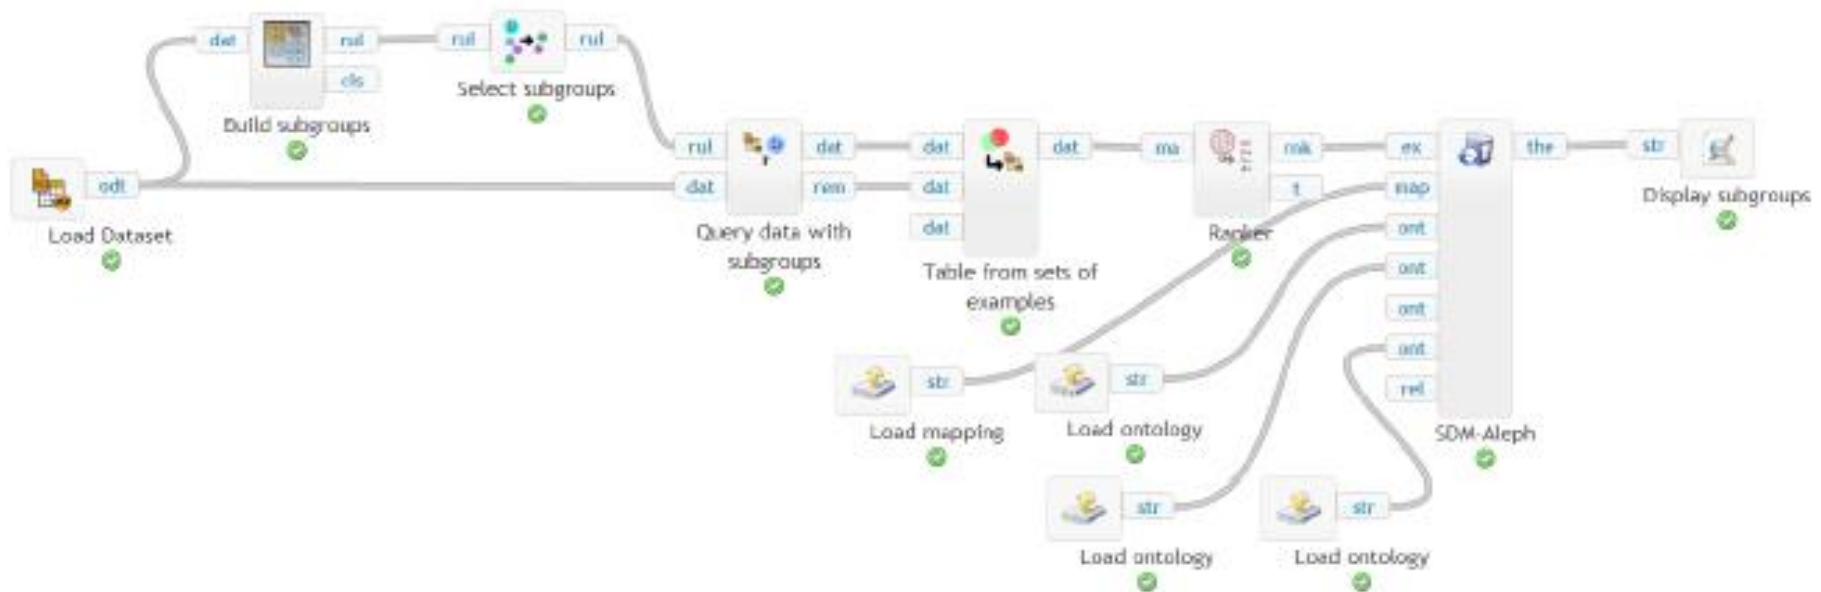 dat
rul
rul
rul
cls
Select subgroups
Build subgroups
rul
dat
dat
dat
ma
rnk
ex
the
str
odt
dat
rem
dat
t
map
Display subgroups
Load Dataset
Query data with
subgroups
dat
Ranker
ont
Table from sets of
examples
ont
ont
ont
str
str
rel
Load mapping
Load ontology
SDM-Aleph
str
str
Load ontology
Load ontology